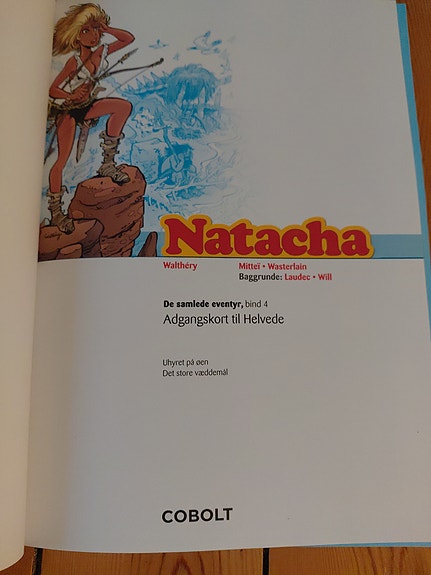 Natacha
Walthéry Mitteï • Wasterlain
Baggrunde: Laudec • Will
De samlede eventyr, bind 4
Adgangskort til Helvede
Uhyret på øen
Det store væddemål
COBOLT